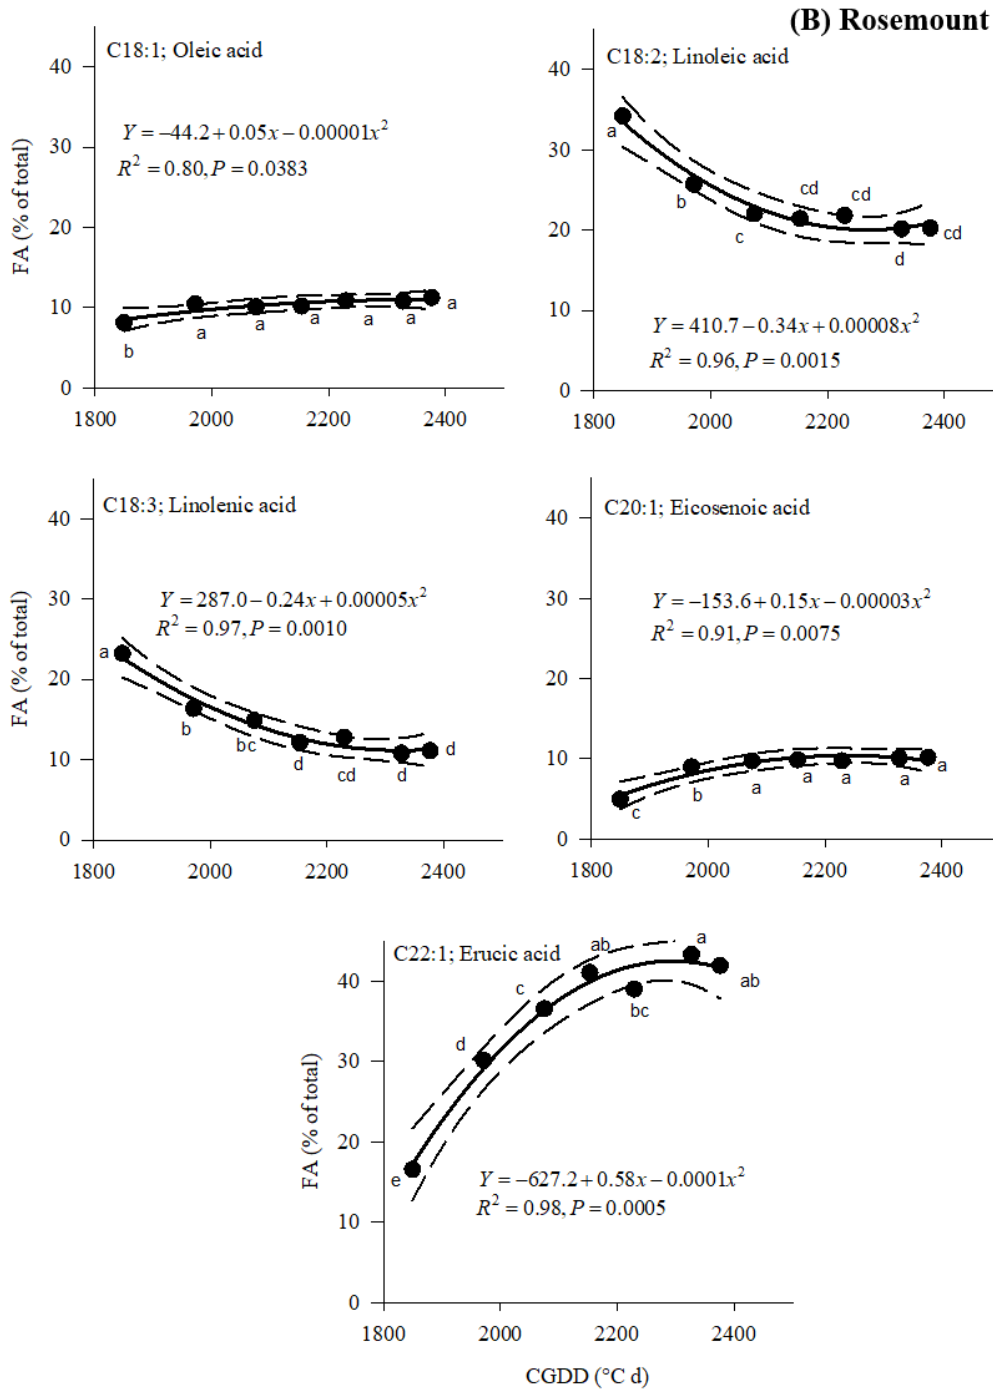 (B) Rosemount
C18:1; Oleic acid
Y = −44.2 + 0.05x − 0.00001x²
R² = 0.80, P = 0.0383
FA (% of total)
40
30
20
10
0
b
a
a
a
a
a
a
1800
2000
2200
2400
C18:2; Linoleic acid
40
30
20
10
0
a
b
c
cd
cd
d
cd
Y = 410.7 − 0.34x + 0.00008x²
R² = 0.96, P = 0.0015
1800
2000
2200
2400
C18:3; Linolenic acid
Y = 287.0 − 0.24x + 0.00005x²
R² = 0.97, P = 0.0010
FA (% of total)
40
30
20
10
0
a
b
bc
d
cd
d
d
1800
2000
2200
2400
C20:1; Eicosenoic acid
Y = −153.6 + 0.15x − 0.00003x²
R² = 0.91, P = 0.0075
40
30
20
10
0
c
b
a
a
a
a
a
1800
2000
2200
2400
C22:1; Erucic acid
FA (% of total)
40
30
20
10
0
e
d
c
ab
bc
a
ab
Y = −627.2 + 0.58x − 0.0001x²
R² = 0.98, P = 0.0005
1800
2000
2200
2400
CGDD (°C d)